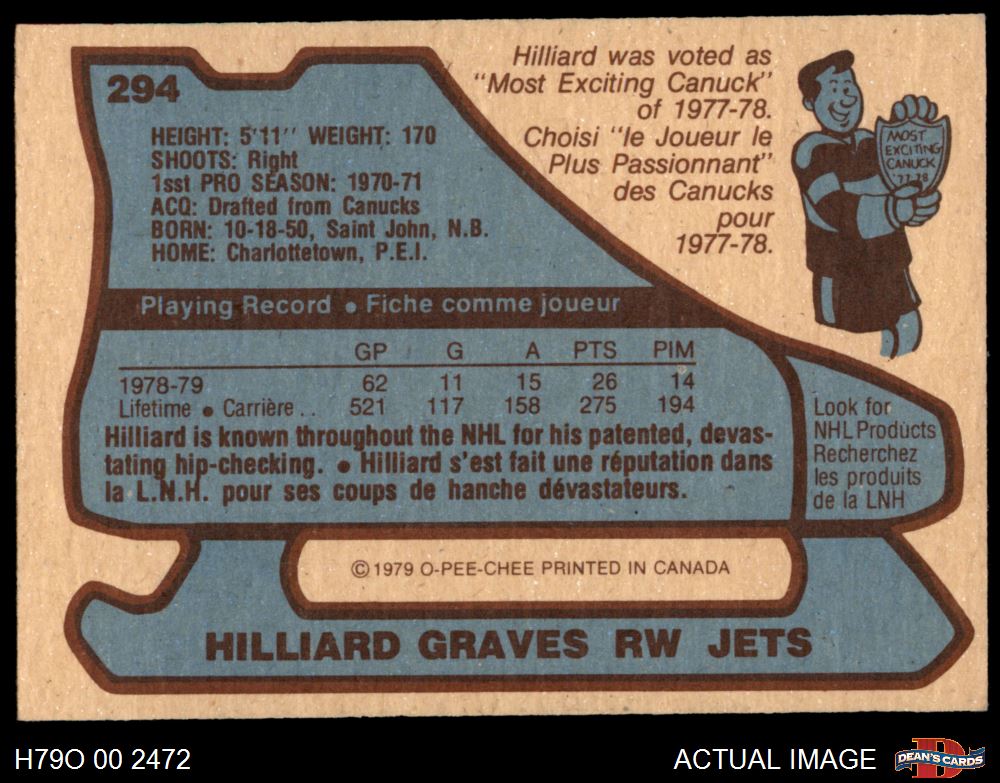 294
HEIGHT: 5'11'' WEIGHT: 170
SHOOTS: Right
1sst PRO SEASON: 1970-71
ACQ: Drafted from Canucks
BORN: 10-18-50, Saint John, N.B.
HOME: Charlottetown, P.E.I.
Hilliard was voted as
"Most Exciting Canuck"
of 1977-78.
Choisi "le Joueur le
Plus Passionnant"
des Canucks
pour
1977-78.
MOST
EXCITING
CANUCK
'77-78
Playing Record • Fiche comme joueur
GP G A PTS PIM
1978-79 62 11 15 26 14
Lifetime • Carrière .. 521 117 158 275 194
Hilliard is known throughout the NHL for his patented, devas-
tating hip-checking. • Hilliard s'est fait une réputation dans
la L.N.H. pour ses coups de hanche dévastateurs.
Look for
NHL Products
Recherchez
les produits
de la LNH
© 1979 O-PEE-CHEE PRINTED IN CANADA
HILLIARD GRAVES RW JETS
H79O 00 2472
ACTUAL IMAGE
D
DEAN'S CARDS